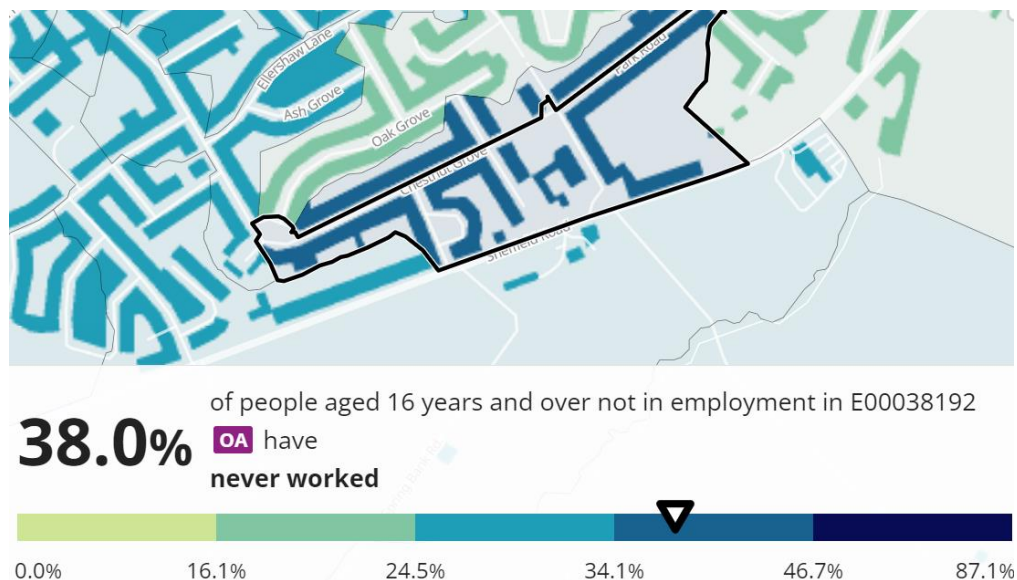 Ellershaw Lane
Ash Grove
Oak Grove
Park Road
Chestnut Grove
Sheffield Road
38.0%
of people aged 16 years and over not in employment in E00038192
OA have
never worked
0.0% 16.1% 24.5% 34.1% 46.7% 87.1%